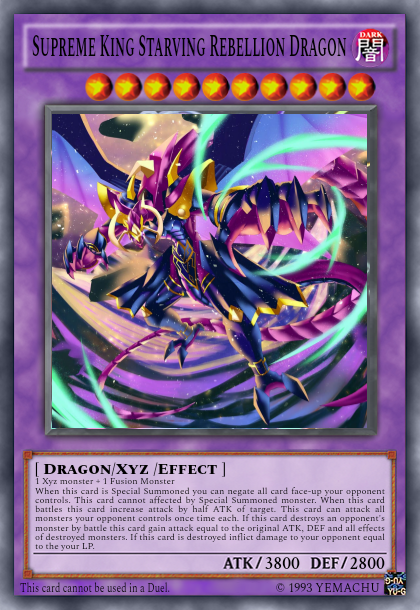 SUPREME KING STARVING REBELLION DRAGON
DARK
闇
[ DRAGON/XYZ /EFFECT ]
1 Xyz monster + 1 Fusion Monster
When this card is Special Summoned you can negate all card face-up your opponent
controls. This card cannot affected by Special Summoned monster. When this card
battles this card increase attack by half ATK of target. This card can attack all
monsters your opponent controls once time each. If this card destroys an opponent's
monster by battle this card gain attack equal to the original ATK, DEF and all effects
of destroyed monsters. If this card is destroyed inflict damage to your opponent equal
to the your LP.
ATK/3800 DEF/2800
This card cannot be used in a Duel.
© 1993 YEMACHU